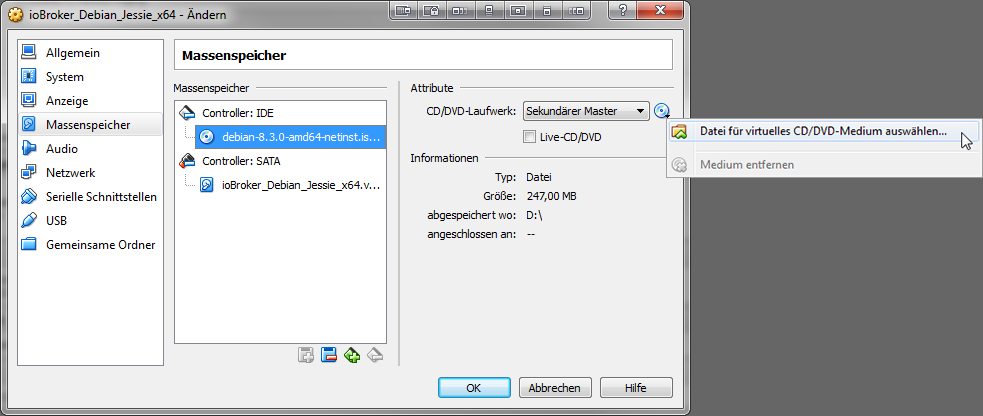 ioBroker_Debian_Jessie_x64 - Ändern
Allgemein
System
Anzeige
Massenspeicher
Audio
Netzwerk
Serielle Schnittstellen
USB
Gemeinsame Ordner
Massenspeicher
Massenspeicher
Controller: IDE
debian-8.3.0-amd64-netinst.is...
Controller: SATA
ioBroker_Debian_Jessie_x64.v...
Attribute
CD/DVD-Laufwerk: Sekundärer Master
Live-CD/DVD
Informationen
Typ: Datei
Größe: 247,00 MB
abgespeichert wo: D:\
angeschlossen an: --
Datei für virtuelles CD/DVD-Medium auswählen...
Medium entfernen
OK
Abbrechen
Hilfe